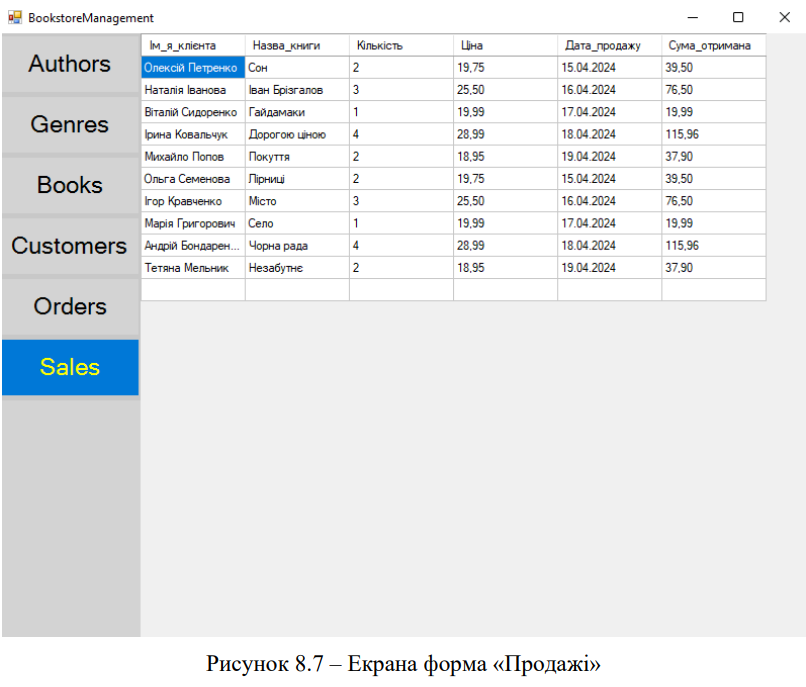 BookstoreManagement
Authors
Genres
Books
Customers
Orders
Sales
Ім_я_клієнта Назва_книги Кількість Ціна Дата_продажу Сума_отримана
Олексій Петренко Сон 2 19,75 15.04.2024 39,50
Наталія Іванова Іван Брізгалов 3 25,50 16.04.2024 76,50
Віталій Сидоренко Гайдамаки 1 19,99 17.04.2024 19,99
Ірина Ковальчук Дорогою ціною 4 28,99 18.04.2024 115,96
Михайло Попов Покуття 2 18,95 19.04.2024 37,90
Ольга Семенова Лірниці 2 19,75 15.04.2024 39,50
Ігор Кравченко Місто 3 25,50 16.04.2024 76,50
Марія Григорович Село 1 19,99 17.04.2024 19,99
Андрій Бондарен... Чорна рада 4 28,99 18.04.2024 115,96
Тетяна Мельник Незабутнє 2 18,95 19.04.2024 37,90
Рисунок 8.7 – Екрана форма «Продажі»